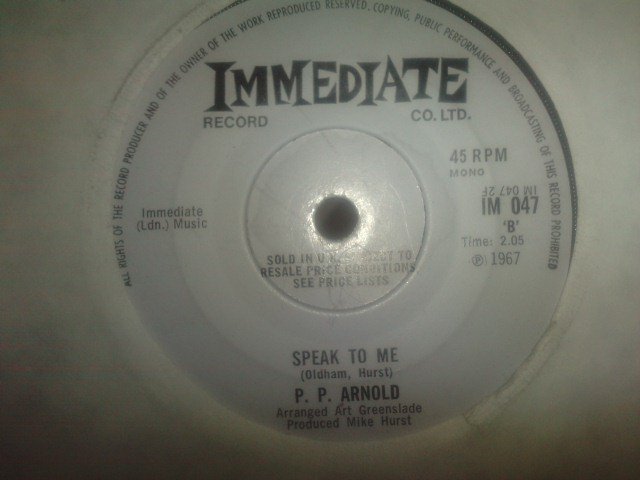 ALL RIGHTS OF THE RECORD PRODUCER AND OF THE OWNER OF THE WORK REPRODUCED RESERVED. COPYING, PUBLIC PERFORMANCE AND BROADCASTING OF THIS RECORD PROHIBITED
IMMEDIATE
RECORD CO. LTD.
45 RPM
MONO
IM 047 2F
IM 047
'B'
Time: 2.05
Ⓟ 1967
Immediate
(Ldn.) Music
SOLD IN U.K. TO
RESALE PRICE CONDITIONS
SEE PRICE LISTS
SPEAK TO ME
(Oldham, Hurst)
P. P. ARNOLD
Arranged Art Greenslade
Produced Mike Hurst